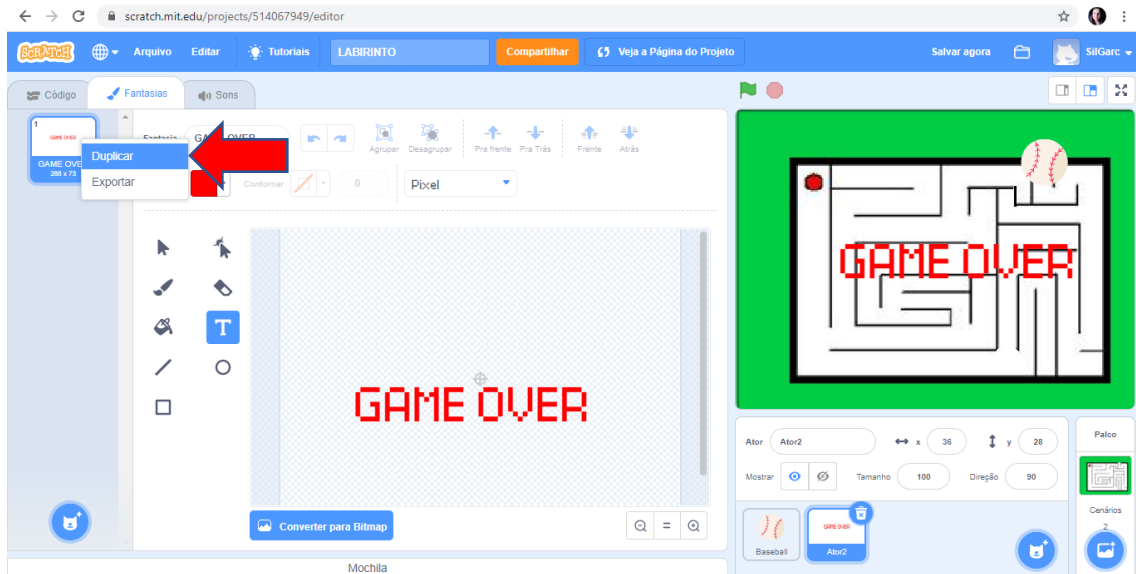 scratch.mit.edu/projects/514067949/editor
SCRATCH Arquivo Editar Tutoriais LABIRINTO Compartilhar Veja a Página do Projeto Salvar agora SilGarc
Código Fantasias Sons
1
GAME OVER
GAME OVE
288 x 73
Duplicar
Exportar
Fantasia GAME OVER
Agrupar Desagrupar Pra frente Pra Trás Frente Atrás
Contornar 0 Pixel
T
GAME OVER
Converter para Bitmap
Mochila
GAME OVER
Ator Ator2 x 36 y 28
Mostrar Tamanho 100 Direção 90
Baseball
GAME OVER
Ator2
Palco
Cenários
2